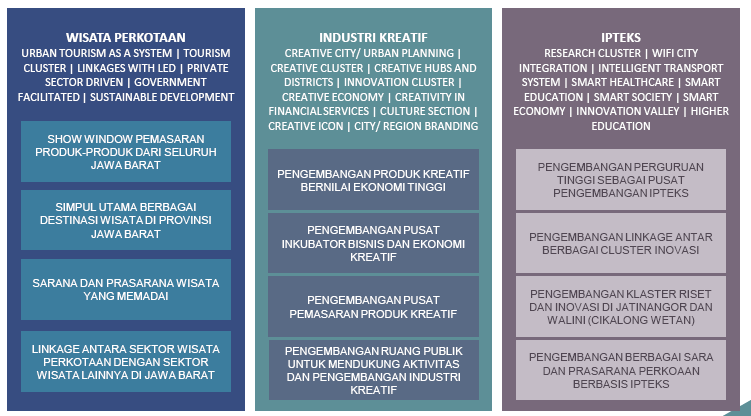 WISATA PERKOTAAN
URBAN TOURISM AS A SYSTEM | TOURISM
CLUSTER | LINKAGES WITH LED | PRIVATE
SECTOR DRIVEN | GOVERNMENT
FACILITATED | SUSTAINABLE DEVELOPMENT
SHOW WINDOW PEMASARAN
PRODUK-PRODUK DARI SELURUH
JAWA BARAT
SIMPUL UTAMA BERBAGAI
DESTINASI WISATA DI PROVINSI
JAWA BARAT
SARANA DAN PRASARANA WISATA
YANG MEMADAI
LINKAGE ANTARA SEKTOR WISATA
PERKOTAAN DENGAN SEKTOR
WISATA LAINNYA DI JAWA BARAT
INDUSTRI KREATIF
CREATIVE CITY/ URBAN PLANNING |
CREATIVE CLUSTER | CREATIVE HUBS AND
DISTRICTS | INNOVATION CLUSTER |
CREATIVE ECONOMY | CREATIVITY IN
FINANCIAL SERVICES | CULTURE SECTION |
CREATIVE ICON | CITY/ REGION BRANDING
PENGEMBANGAN PRODUK KREATIF
BERNILAI EKONOMI TINGGI
PENGEMBANGAN PUSAT
INKUBATOR BISNIS DAN EKONOMI
KREATIF
PENGEMBANGAN PUSAT
PEMASARAN PRODUK KREATIF
PENGEMBANGAN RUANG PUBLIK
UNTUK MENDUKUNG AKTIVITAS
DAN PENGEMBANGAN INDUSTRI
KREATIF
IPTEKS
RESEARCH CLUSTER | WIFI CITY
INTEGRATION | INTELLIGENT TRANSPORT
SYSTEM | SMART HEALTHCARE | SMART
EDUCATION | SMART SOCIETY | SMART
ECONOMY | INNOVATION VALLEY | HIGHER
EDUCATION
PENGEMBANGAN PERGURUAN
TINGGI SEBAGAI PUSAT
PENGEMBANGAN IPTEKS
PENGEMBANGAN LINKAGE ANTAR
BERBAGAI CLUSTER INOVASI
PENGEMBANGAN KLASTER RISET
DAN INOVASI DI JATINANGOR DAN
WALINI (CIKALONG WETAN)
PENGEMBANGAN BERBAGAI SARA
DAN PRASARANA PERKOAAN
BERBASIS IPTEKS